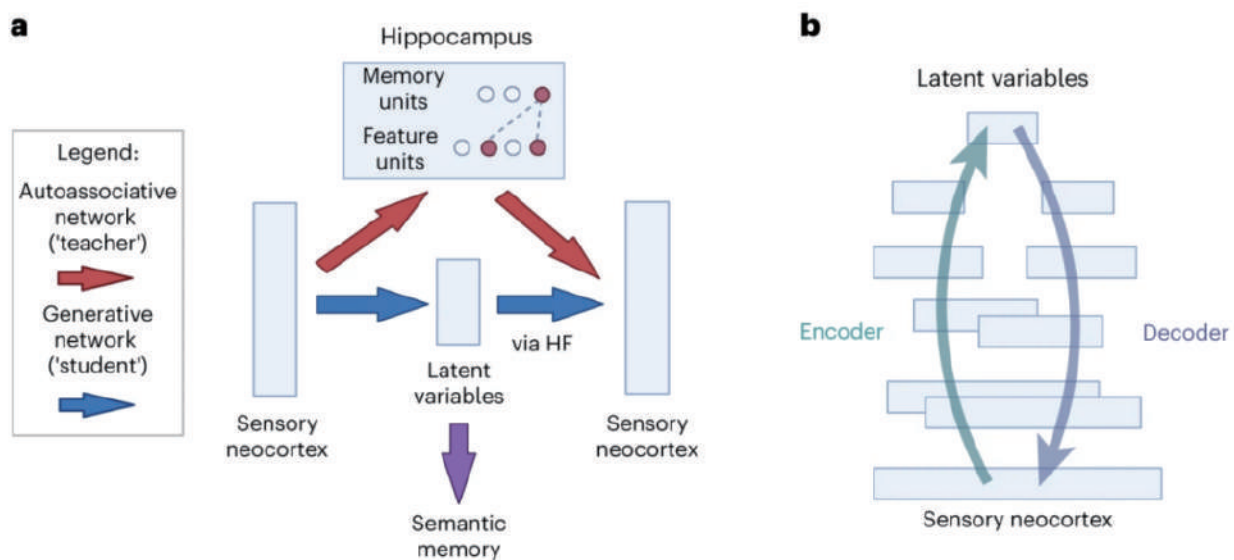 a
Hippocampus
Memory
units
Feature
units
Legend:
Autoassociative
network
('teacher')
Generative
network
('student')
via HF
Latent
variables
Sensory
neocortex
Sensory
neocortex
Semantic
memory
b
Latent variables
Encoder
Decoder
Sensory neocortex